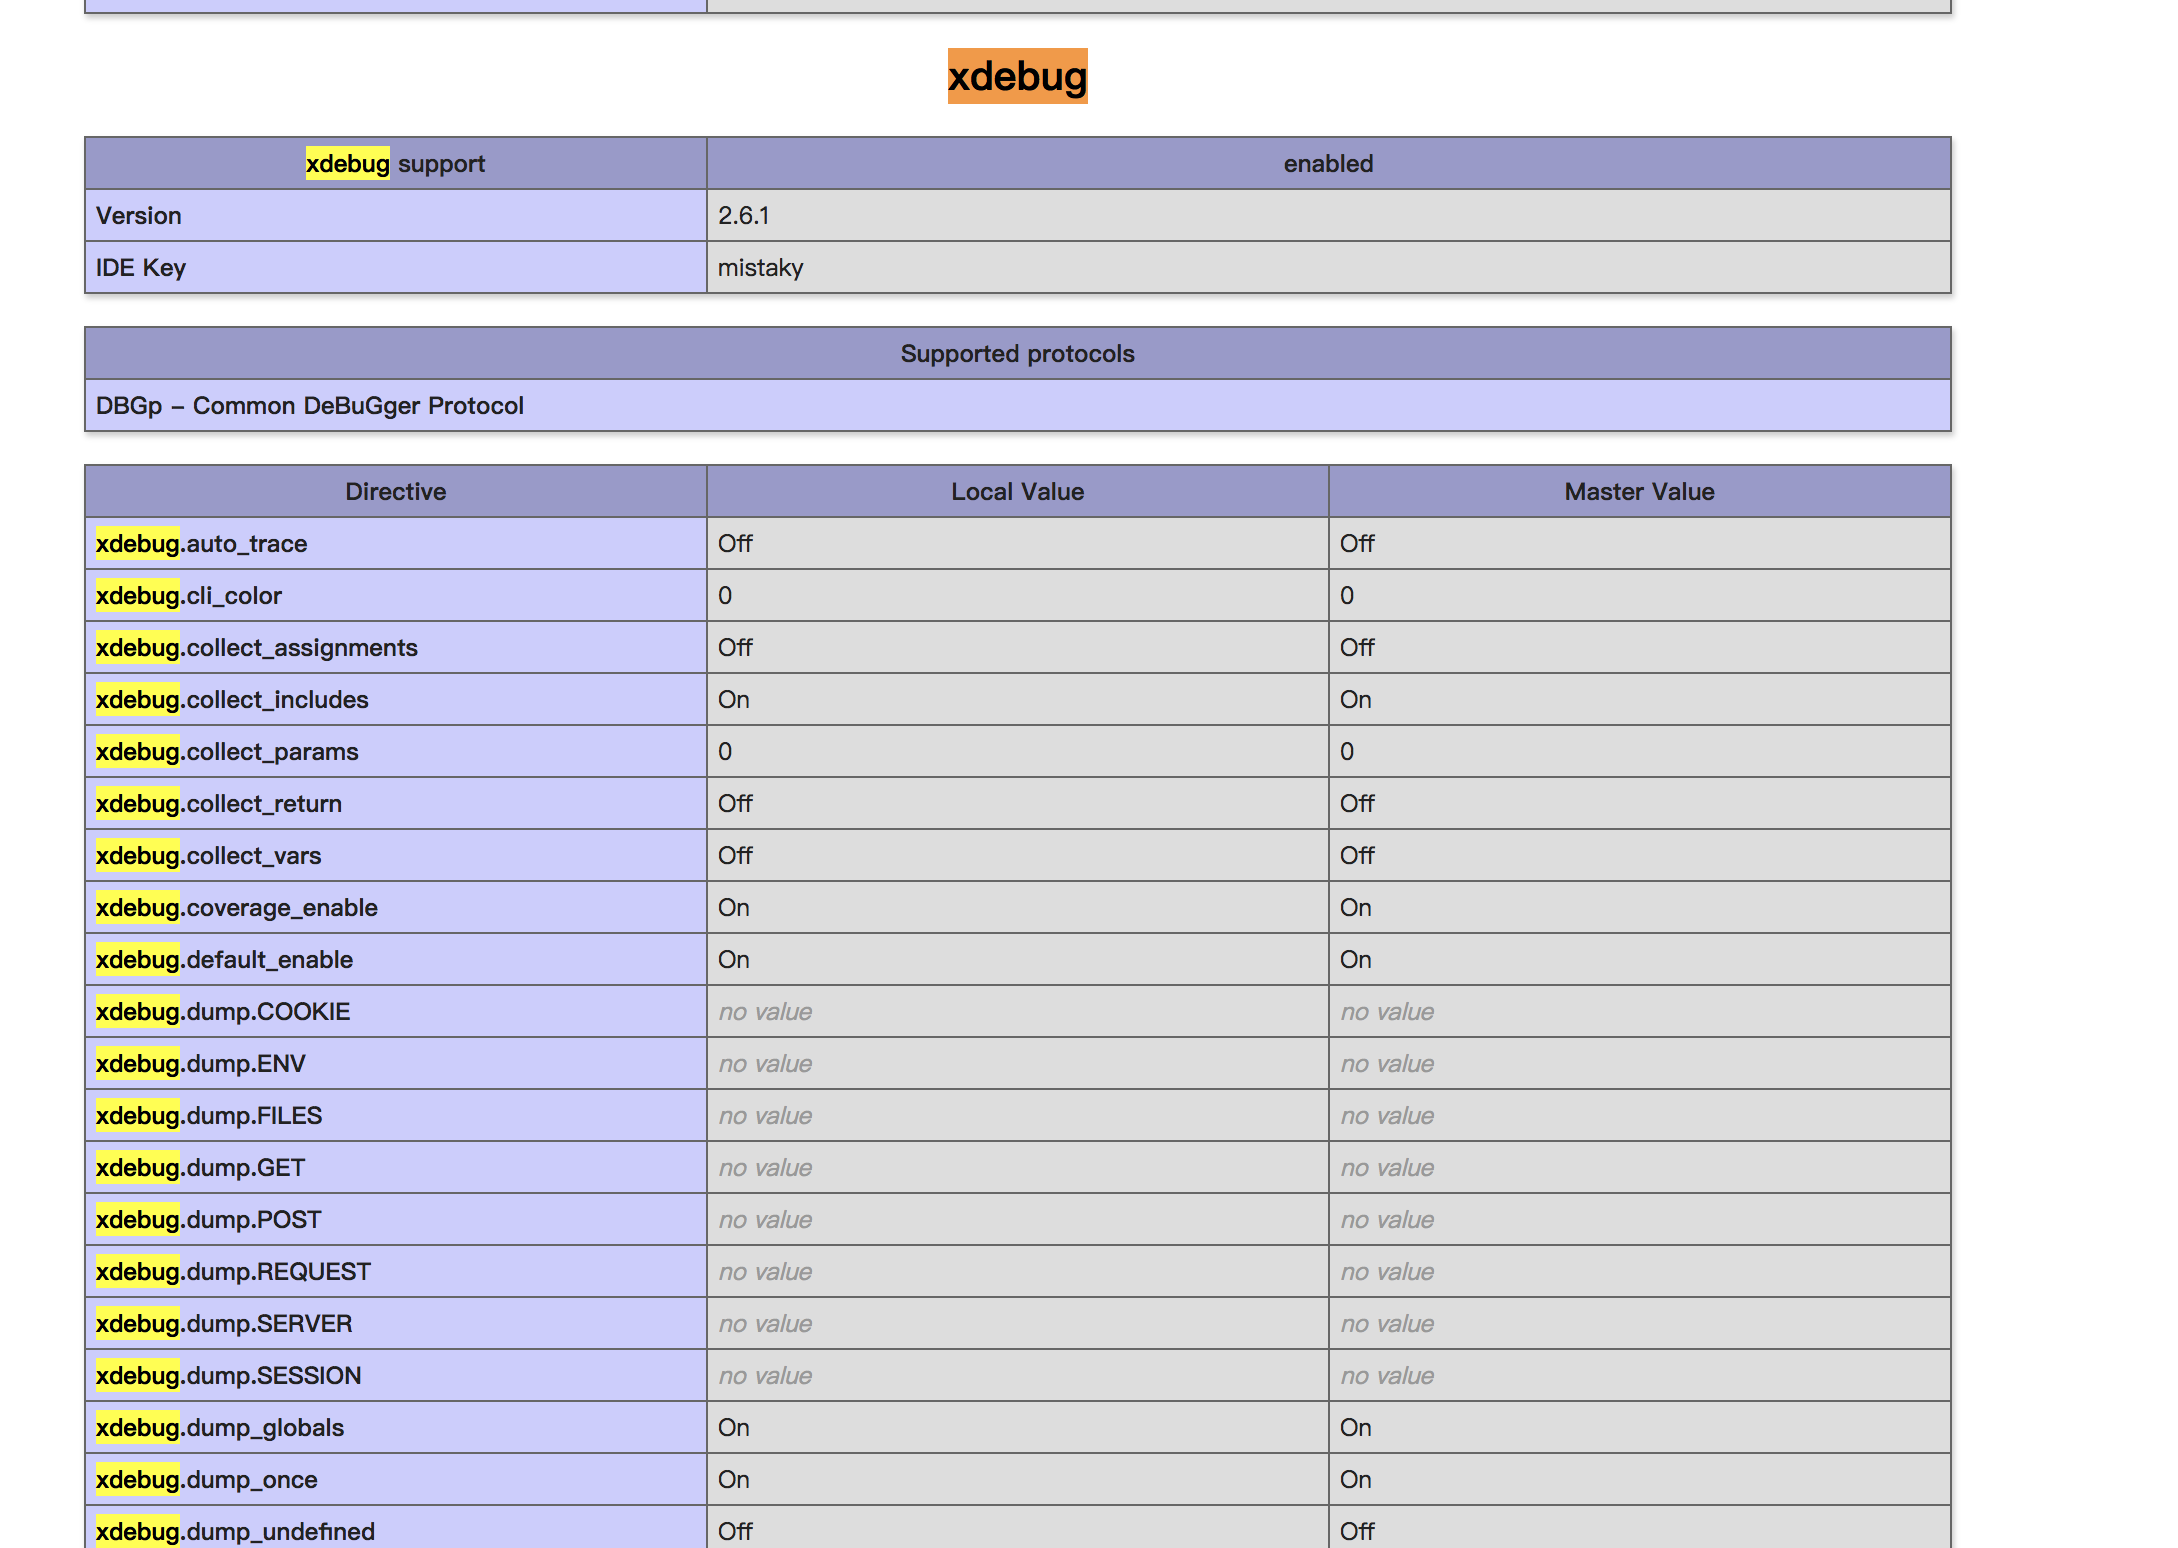 xdebug
xdebug support enabled
Version 2.6.1
IDE Key mistaky
Supported protocols
DBGp – Common DeBuGger Protocol
Directive Local Value Master Value
xdebug.auto_trace Off Off
xdebug.cli_color 0 0
xdebug.collect_assignments Off Off
xdebug.collect_includes On On
xdebug.collect_params 0 0
xdebug.collect_return Off Off
xdebug.collect_vars Off Off
xdebug.coverage_enable On On
xdebug.default_enable On On
xdebug.dump.COOKIE no value no value
xdebug.dump.ENV no value no value
xdebug.dump.FILES no value no value
xdebug.dump.GET no value no value
xdebug.dump.POST no value no value
xdebug.dump.REQUEST no value no value
xdebug.dump.SERVER no value no value
xdebug.dump.SESSION no value no value
xdebug.dump_globals On On
xdebug.dump_once On On
xdebug.dump_undefined Off Off